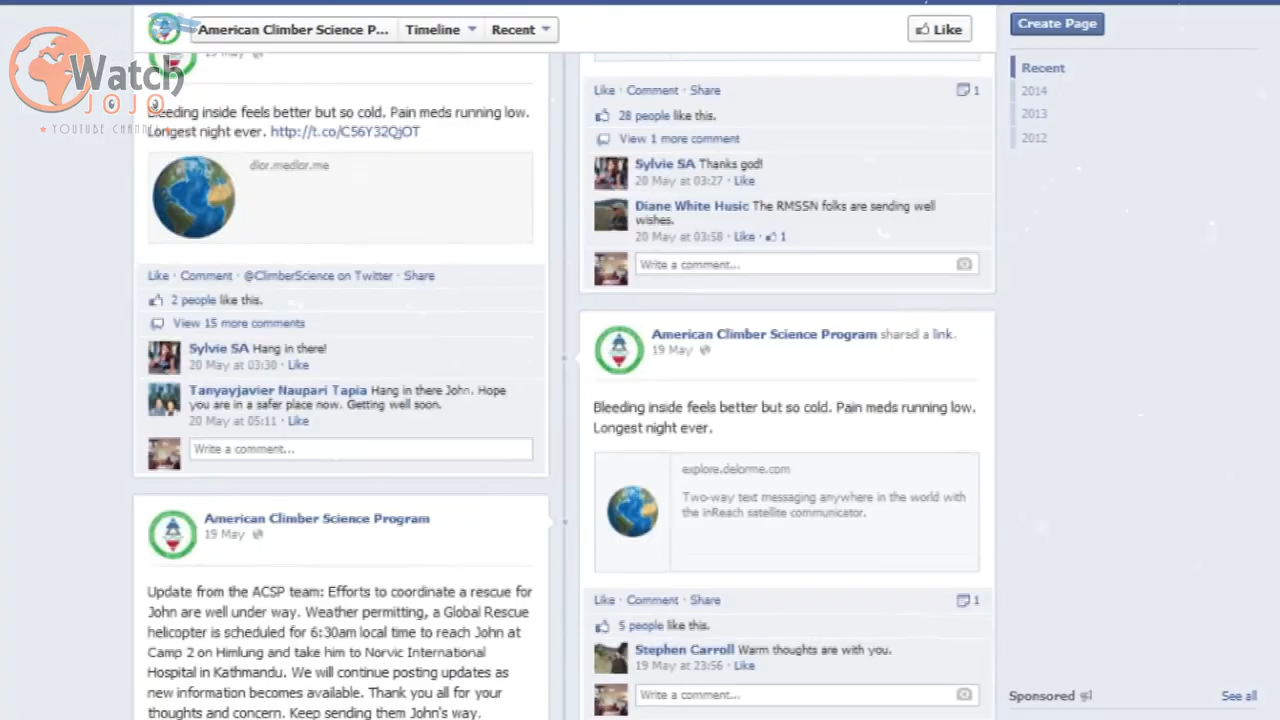 American Climber Science P...
Timeline
Recent
Like
Create Page
Recent
2014
2013
2012
Watch
JOJO
YOUTUBE CHANNEL
19 May
Bleeding inside feels better but so cold. Pain meds running low.
Longest night ever. http://t.co/C56Y32QjOT
dlor.medlor.me
Like · Comment · @ClimberScience on Twitter · Share
2 people like this.
View 15 more comments
Sylvie SA Hang in there!
20 May at 03:30 · Like
Tanyayjavier Naupari Tapia Hang in there John. Hope
you are in a safer place now. Getting well soon.
20 May at 05:11 · Like
Write a comment...
American Climber Science Program
19 May
Update from the ACSP team: Efforts to coordinate a rescue for
John are well under way. Weather permitting, a Global Rescue
helicopter is scheduled for 6:30am local time to reach John at
Camp 2 on Himlung and take him to Norvic International
Hospital in Kathmandu. We will continue posting updates as
new information becomes available. Thank you all for your
thoughts and concern. Keep sending them John's way.
Like · Comment · Share
1
28 people like this.
View 1 more comment
Sylvie SA Thanks god!
20 May at 03:27 · Like
Diane White Husic The RMSSN folks are sending well
wishes.
20 May at 03:58 · Like · 1
Write a comment...
American Climber Science Program shared a link.
19 May
Bleeding inside feels better but so cold. Pain meds running low.
Longest night ever.
explore.delorme.com
Two-way text messaging anywhere in the world with
the inReach satellite communicator.
Like · Comment · Share
1
5 people like this.
Stephen Carroll Warm thoughts are with you.
19 May at 23:56 · Like
Write a comment...
Sponsored
See all